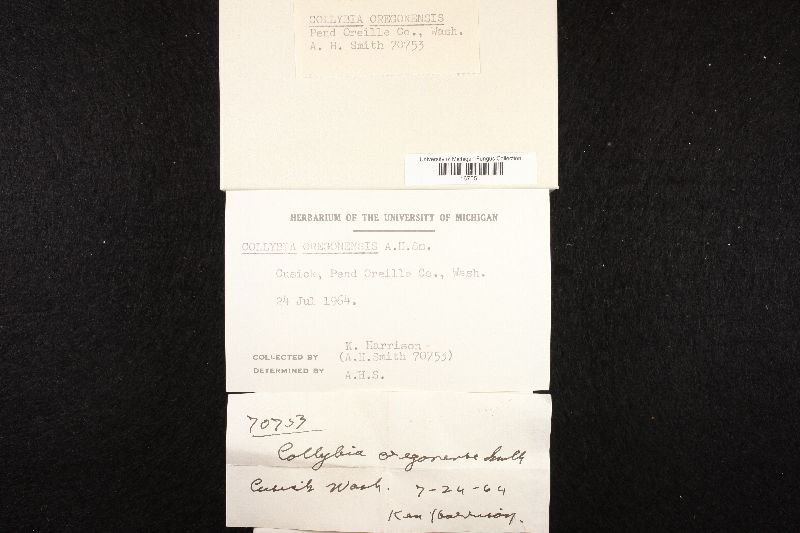 COLLYBIA OREGONENSIS
Pend Oreille Co., Wash.
A. H. Smith 70753
University of Michigan Fungus Collection
HERBARIUM OF THE UNIVERSITY OF MICHIGAN
COLLYBIA OREGONENSIS A.H.Sm.
Cusick, Pend Oreille Co., Wash.
24 Jul 1964.
K. Harrison
COLLECTED BY (A.H.Smith 70753)
DETERMINED BY A.H.S.
70753
Collybia oregonense Smith
Cusick Wash. 7-24-64
Ken Harrison.